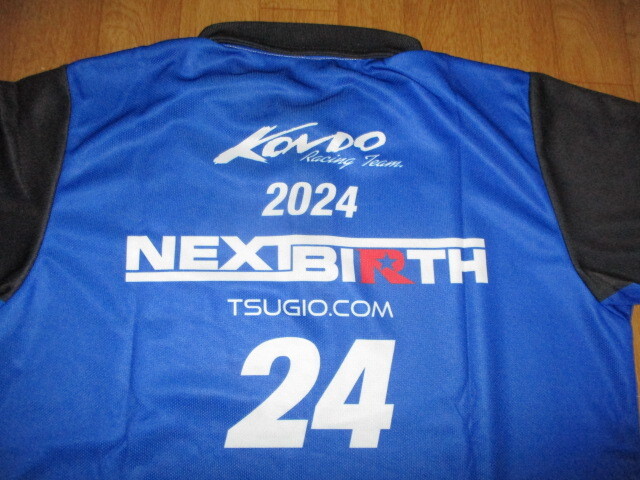 KONDO
Racing Team.
2024
NEXTBIRTH
TSUGIO.COM
24